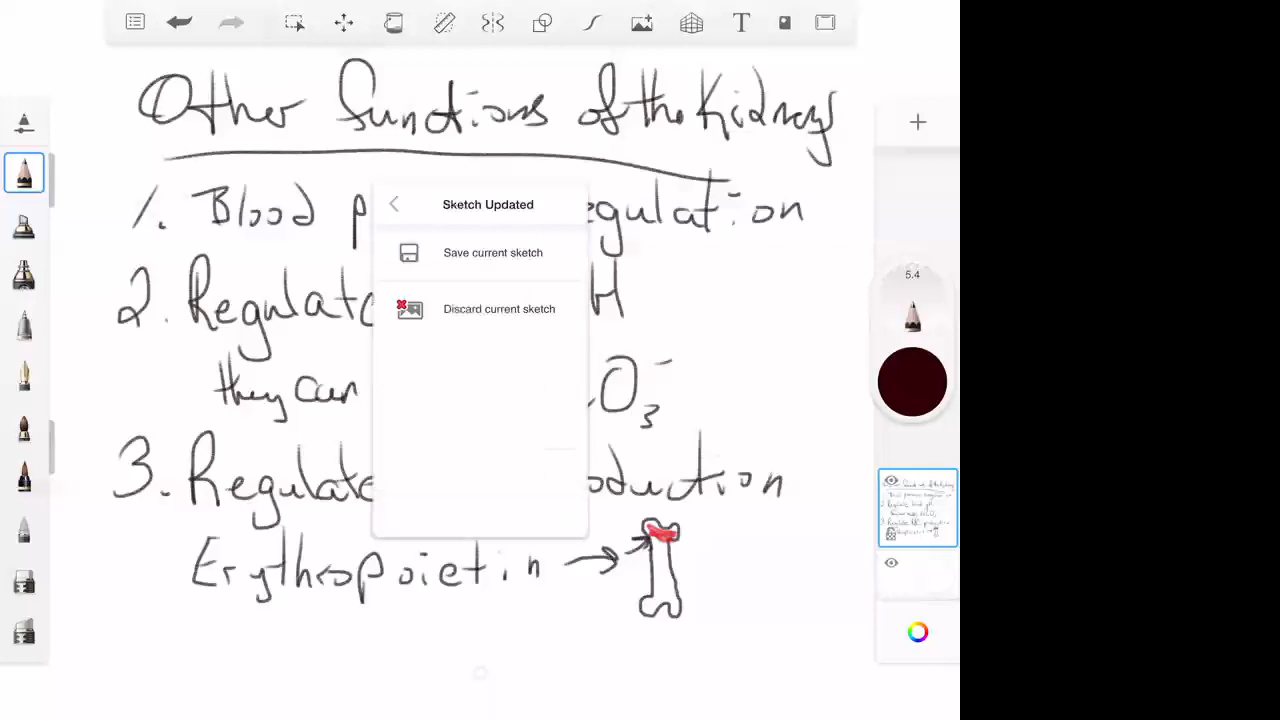 Other functions of the Kidneys
1. Blood p egulation
Sketch Updated
Save current sketch
2. Regulate H
Discard current sketch
they can O3-
3. Regulate oduction
Erythropoietin →
5.4